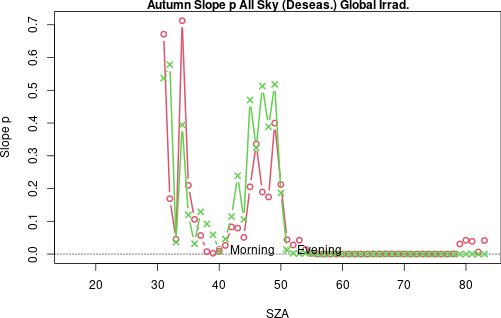 Autumn Slope p All Sky (Deseas.) Global Irrad.
Slope p
0.7
0.6
0.5
0.4
0.3
0.2
0.1
0.0
Morning Evening
20 30 40 50 60 70 80
SZA